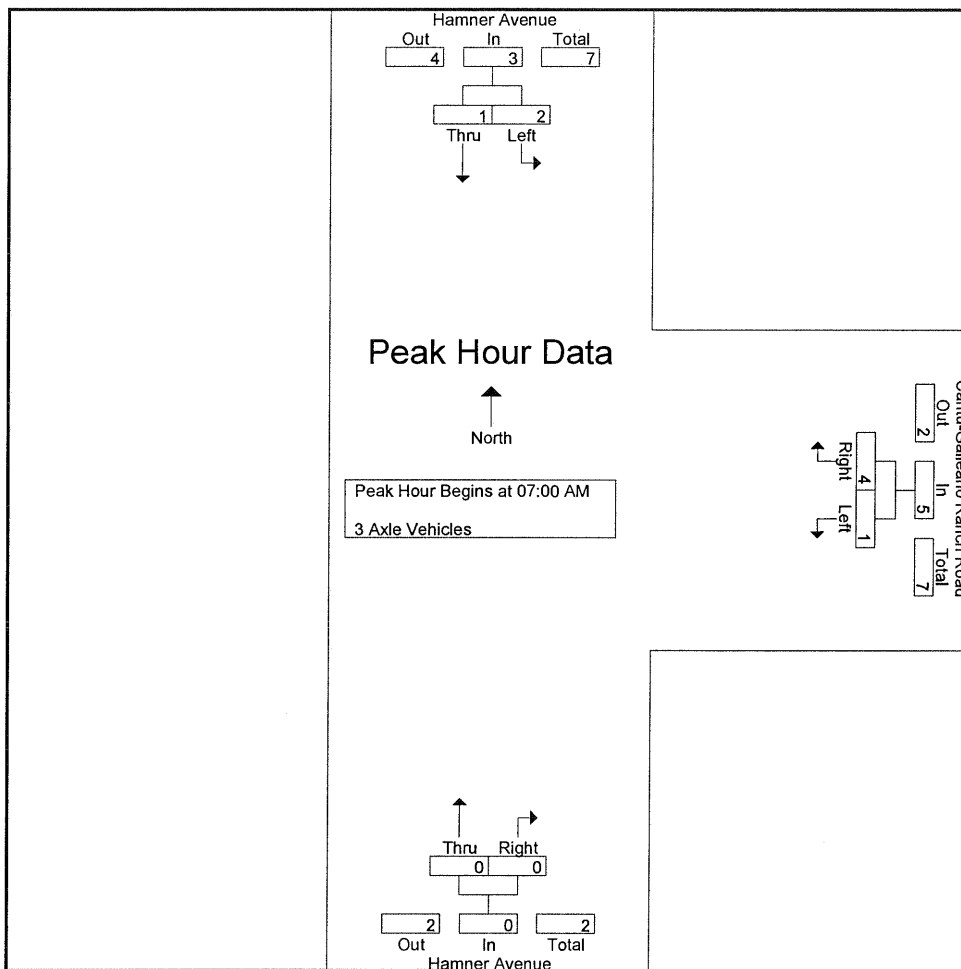 Hamner Avenue
Out In Total
4 3 7
1 2
Thru Left
Peak Hour Data
North
Peak Hour Begins at 07:00 AM
3 Axle Vehicles
Right Left
4 1
Out In Total
2 5 7
Road
Thru Right
0 0
2 0 2
Out In Total
Hamner Avenue